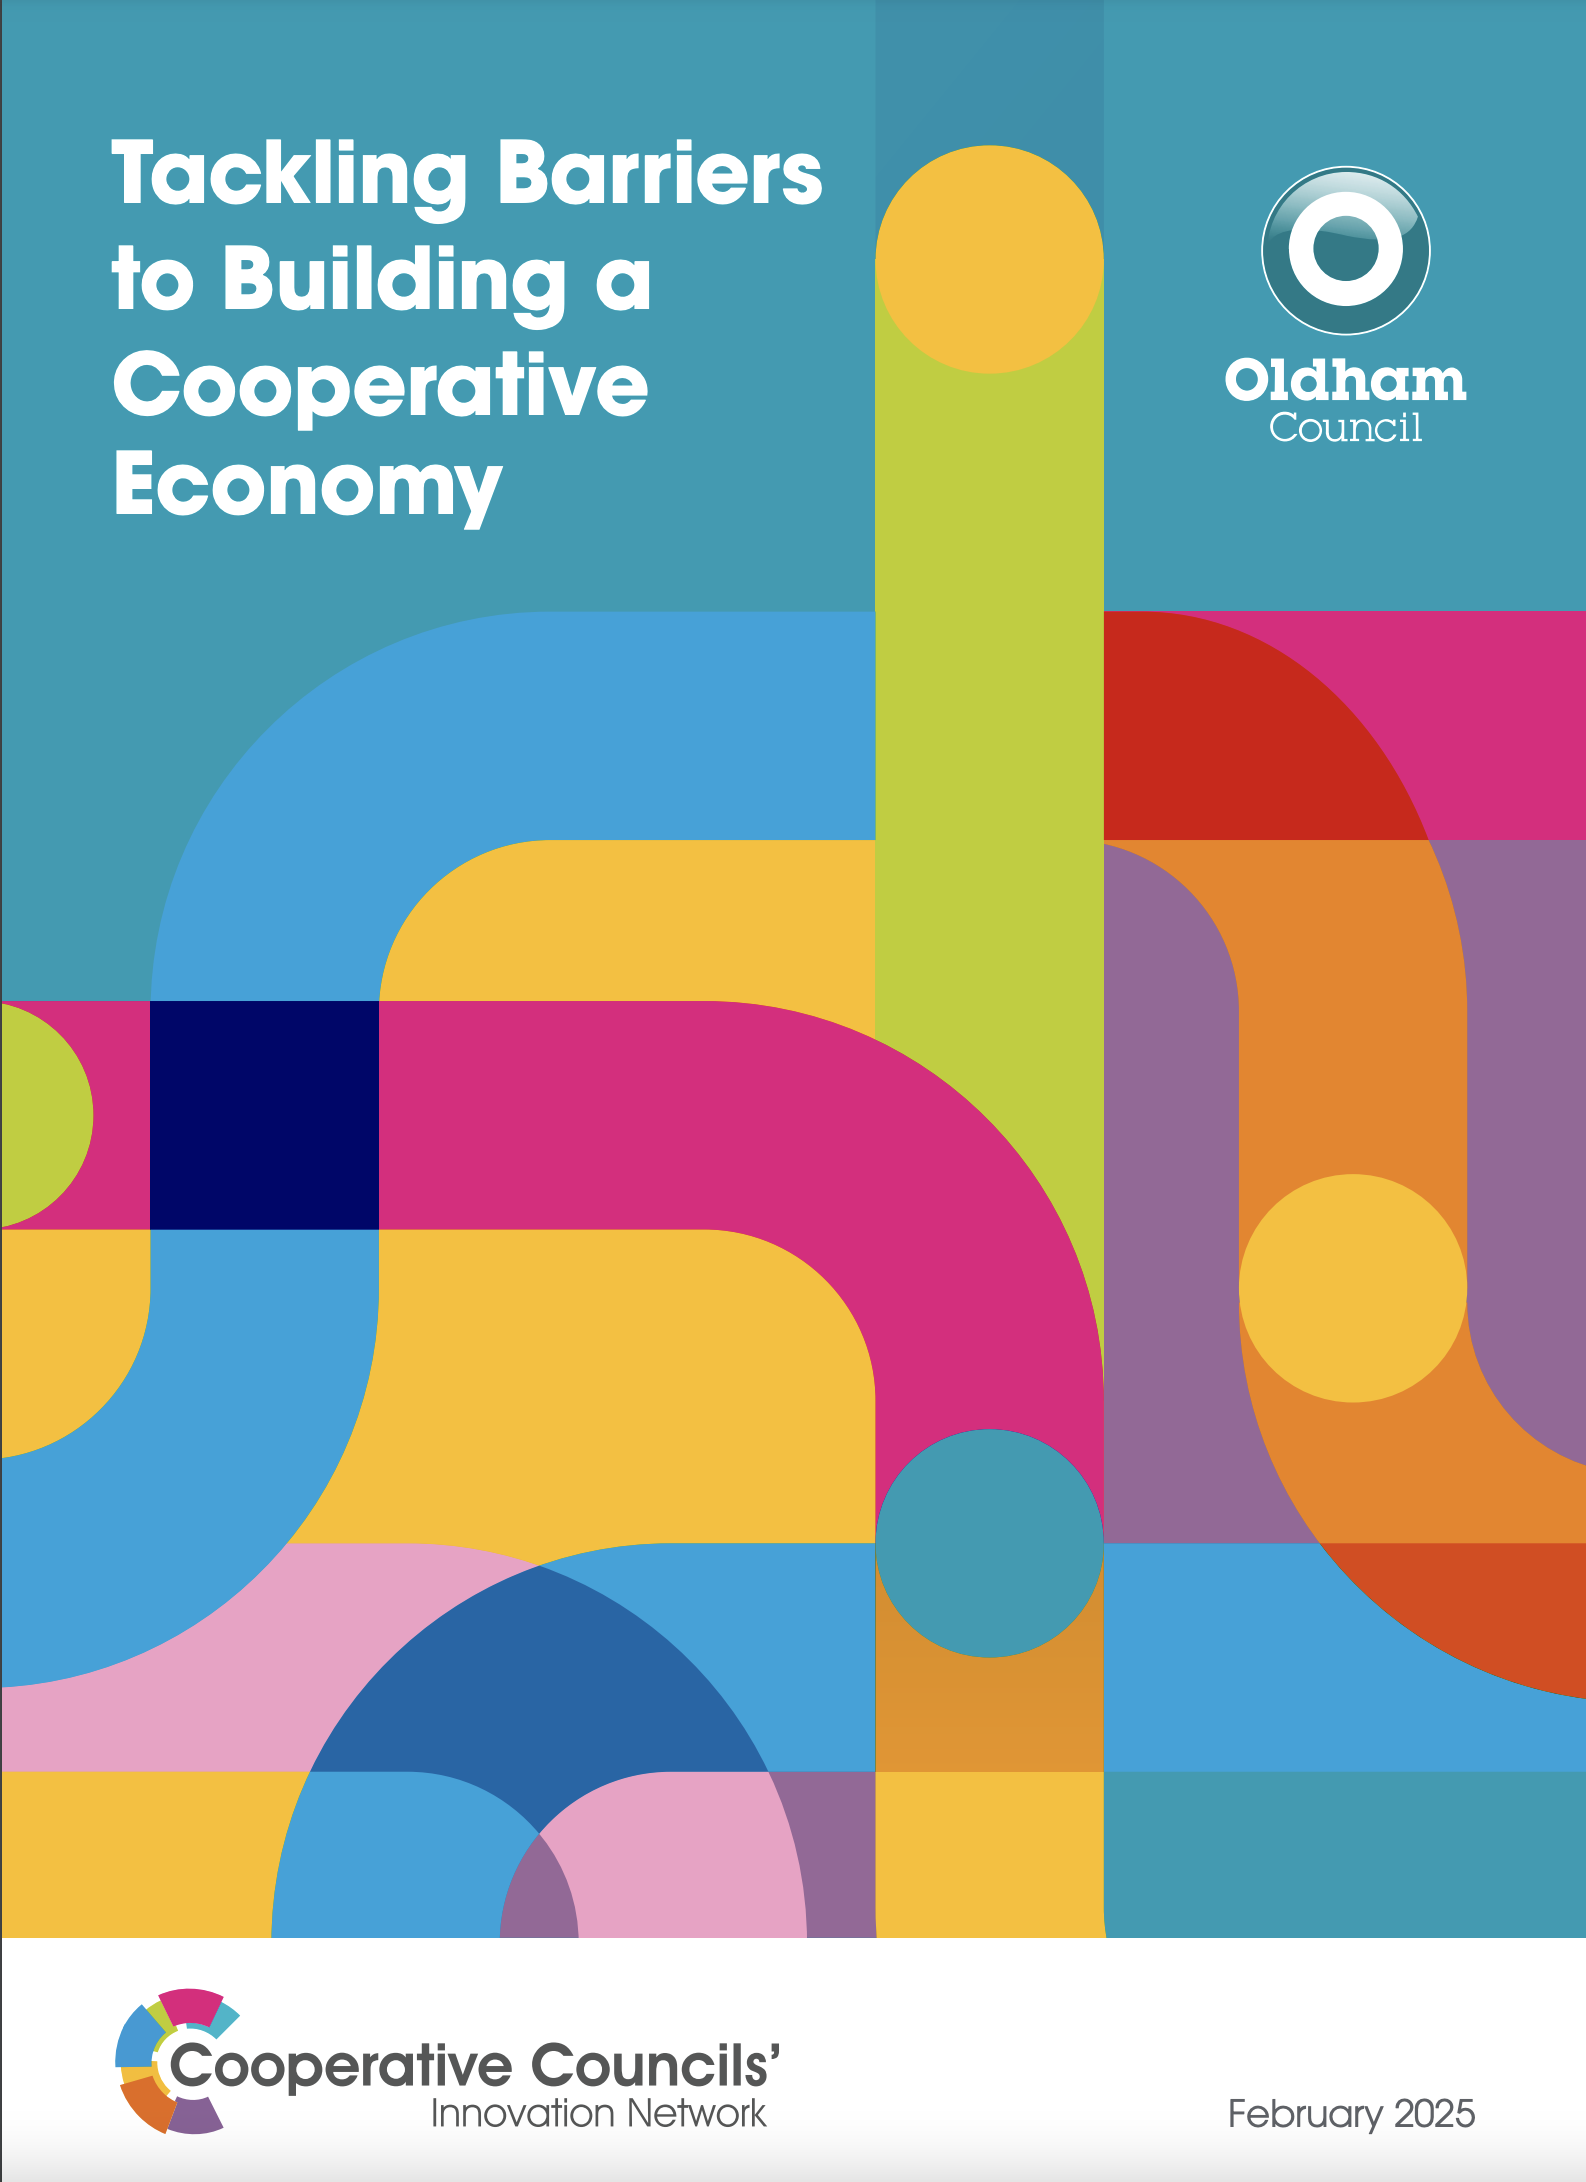 Tackling Barriers
to Building a
Cooperative
Economy
Oldham
Council
Cooperative Councils’
Innovation Network
February 2025